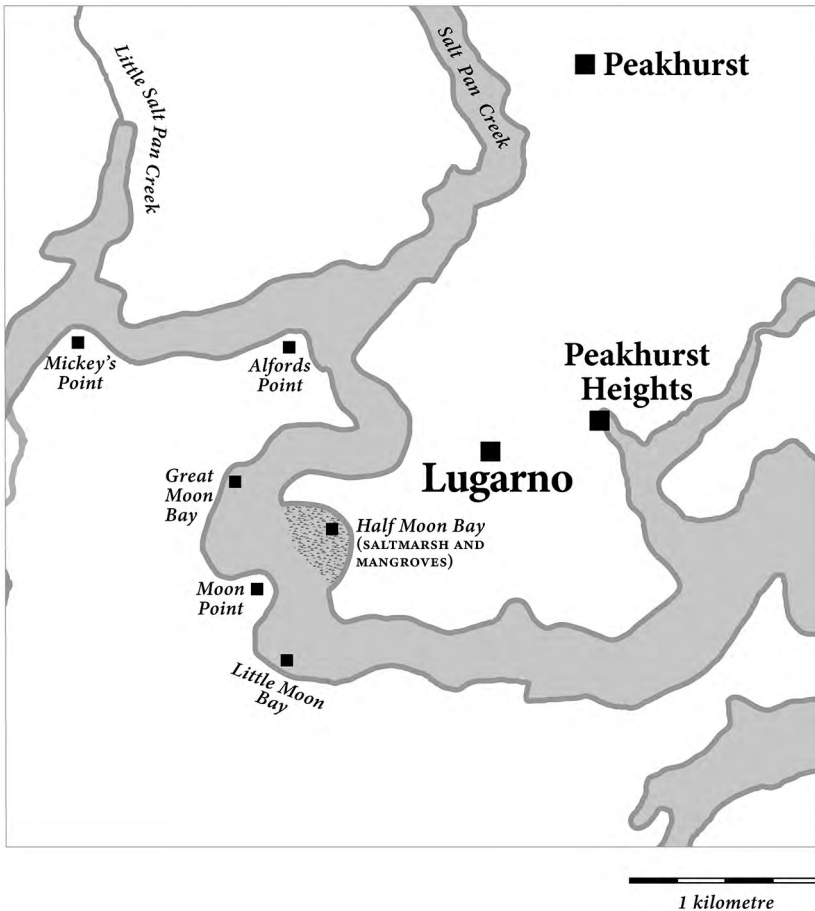 Little Salt Pan Creek
Salt Pan Creek
Peakhurst
Mickey's
Point
Alfords
Point
Peakhurst
Heights
Lugarno
Great
Moon
Bay
Half Moon Bay
(SALTMARSH AND
MANGROVES)
Moon
Point
Little Moon
Bay
1 kilometre